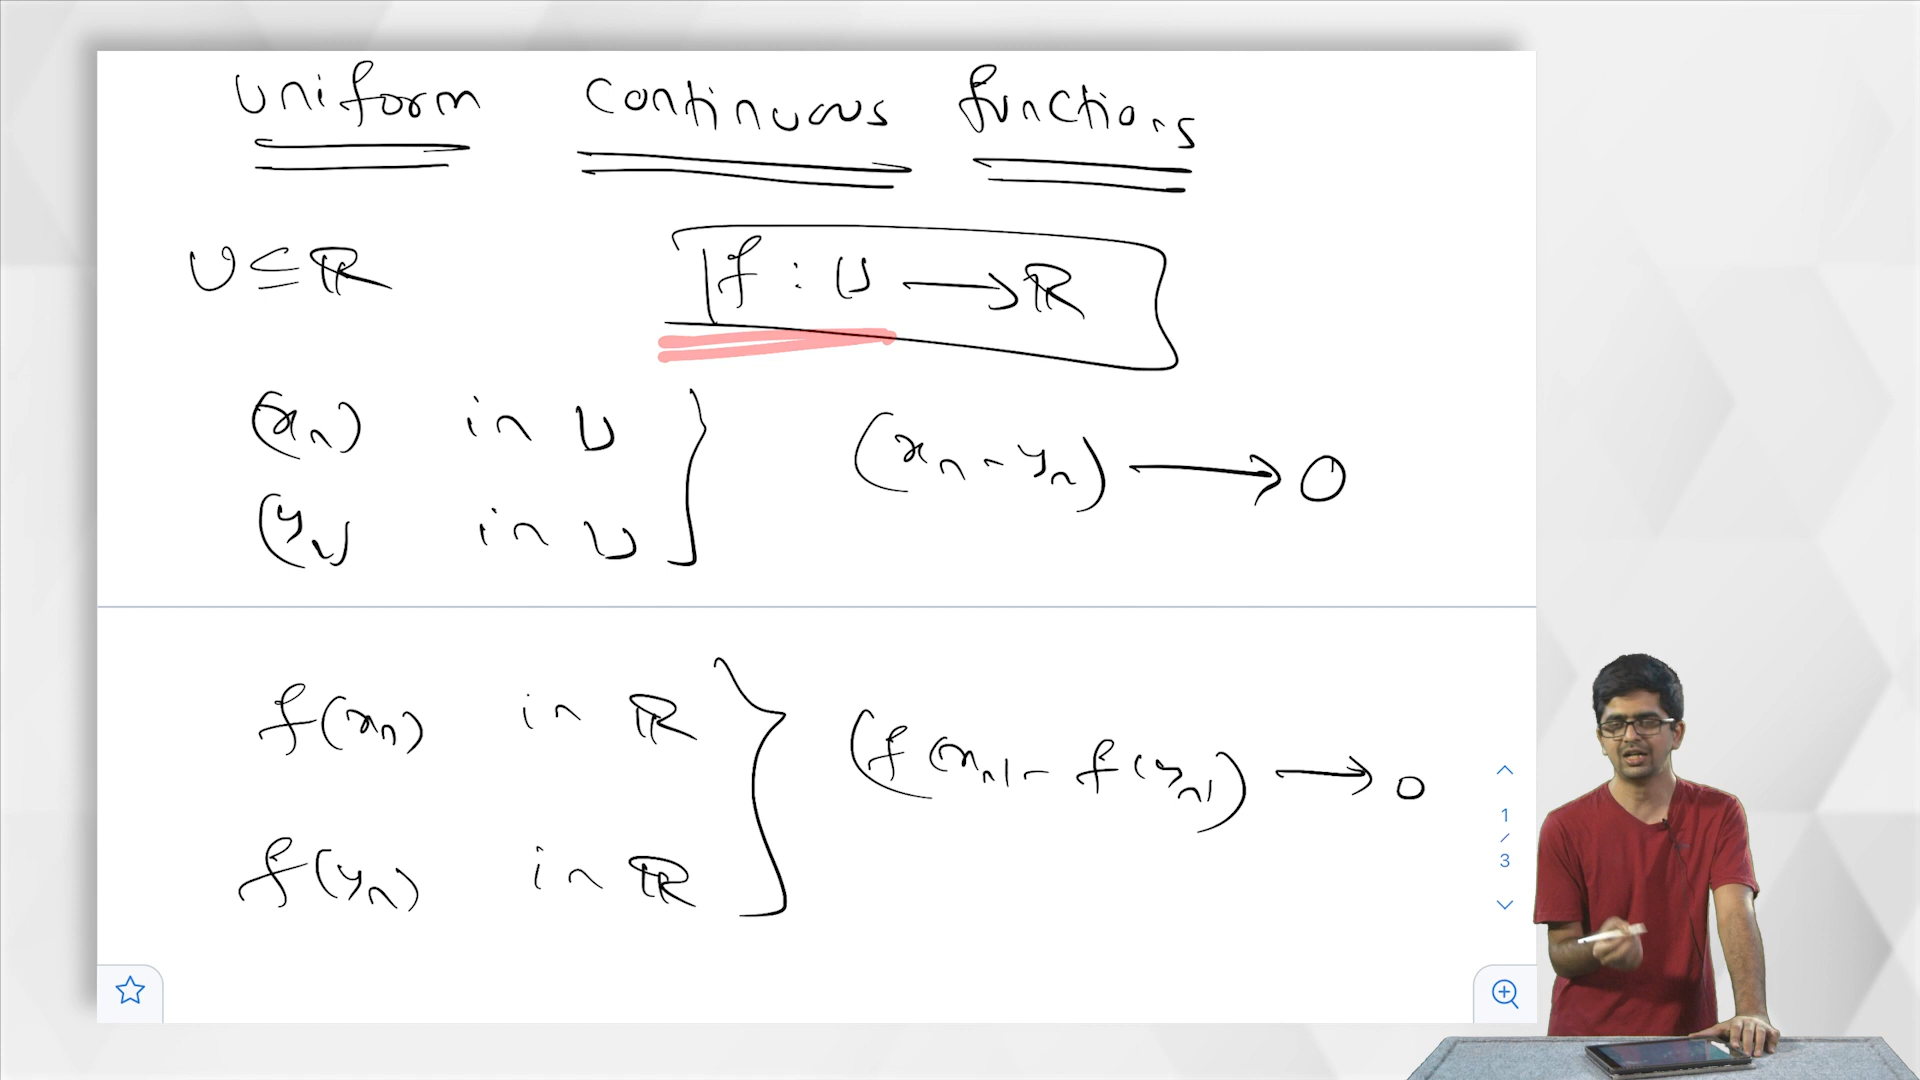 Uniform continuous functions
U ⊆ ℝ f : U ⟶ ℝ
(xₙ) in U
(xₙ - yₙ) ⟶ 0
(yₙ) in U
f(xₙ) in ℝ
(f(xₙ) - f(yₙ)) ⟶ 0
f(yₙ) in ℝ
1
/
3